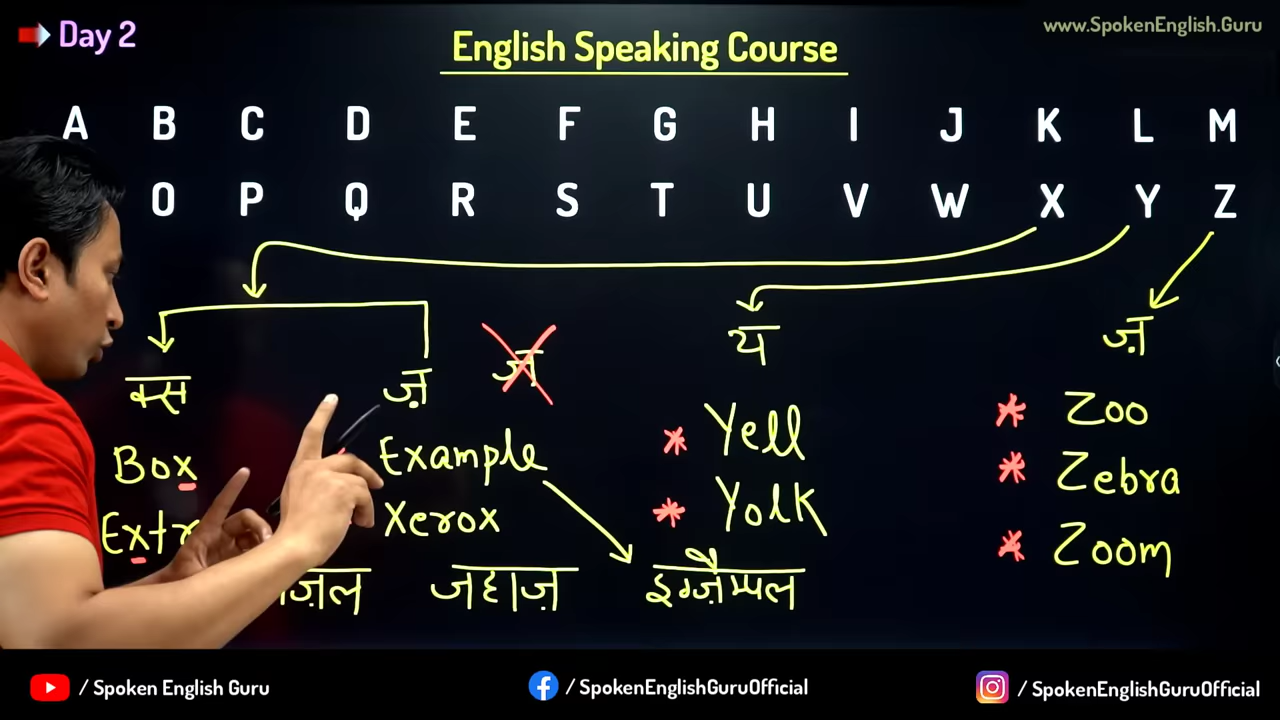 Day 2
www.SpokenEnglish.Guru
English Speaking Course
A B C D E F G H I J K L M
O P Q R S T U V W X Y Z
क्स ज़ ज य ज़
Box Example Yell Zoo
Xerox Yolk Zebra
जहाज़ इग्ज़ैम्पल Zoom
/ Spoken English Guru
/ SpokenEnglishGuruOfficial
/ SpokenEnglishGuruOfficial